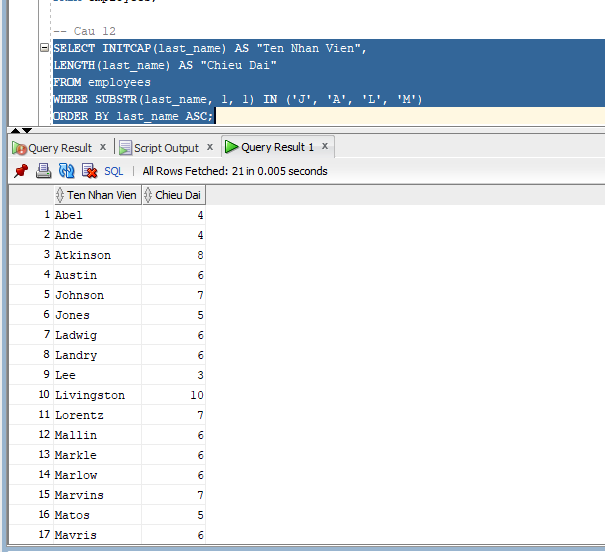 -- Cau 12
SELECT INITCAP(last_name) AS "Ten Nhan Vien",
LENGTH(last_name) AS "Chieu Dai"
FROM employees
WHERE SUBSTR(last_name, 1, 1) IN ('J', 'A', 'L', 'M')
ORDER BY last_name ASC;
Query Result x Script Output x Query Result 1 x
SQL | All Rows Fetched: 21 in 0.005 seconds
Ten Nhan Vien Chieu Dai
1 Abel 4
2 Ande 4
3 Atkinson 8
4 Austin 6
5 Johnson 7
6 Jones 5
7 Ladwig 6
8 Landry 6
9 Lee 3
10 Livingston 10
11 Lorentz 7
12 Mallin 6
13 Markle 6
14 Marlow 6
15 Marvins 7
16 Matos 5
17 Mavris 6